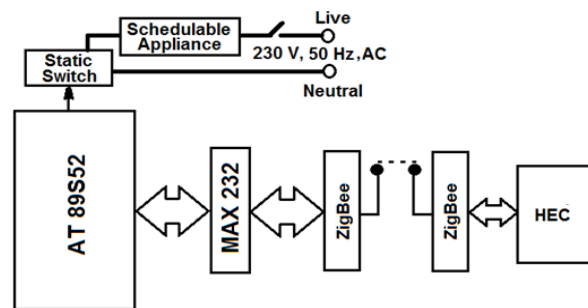 Schedulable
Appliance
Live
230 V, 50 Hz ,AC
Static
Switch
Neutral
AT 89S52
MAX 232
ZigBee
ZigBee
HEC